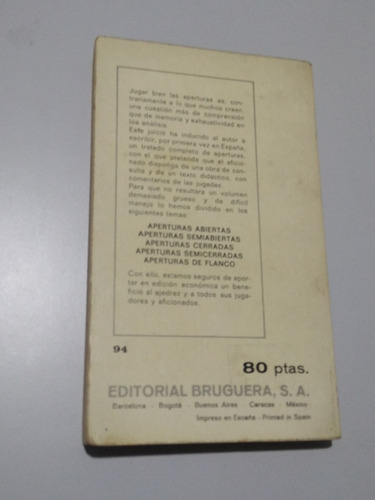 Jugar bien las aperturas es, con-
trariamente a lo que muchos creen,
una cuestión más de comprensión
que de memoria y exhaustividad en
los análisis.
Este juicio ha inducido al autor a
escribir, por primera vez en España,
un tratado completo de aperturas,
con el que pretende que el aficio-
nado disponga de una obra de con-
sulta y de un texto didáctico, con
comentarios de las jugadas.
Para que no resultara un volumen
demasiado grueso y de difícil
manejo lo hemos dividido en los
siguientes temas:
APERTURAS ABIERTAS
APERTURAS SEMIABIERTAS
APERTURAS CERRADAS
APERTURAS SEMICERRADAS
APERTURAS DE FLANCO
Con ello, estamos seguros de apor-
tar en edición económica un bene-
ficio al ajedrez y a todos sus juga-
dores y aficionados.
94
80 ptas.
EDITORIAL BRUGUERA, S. A.
Barcelona - Bogotá - Buenos Aires - Caracas - México
Impreso en España - Printed in Spain